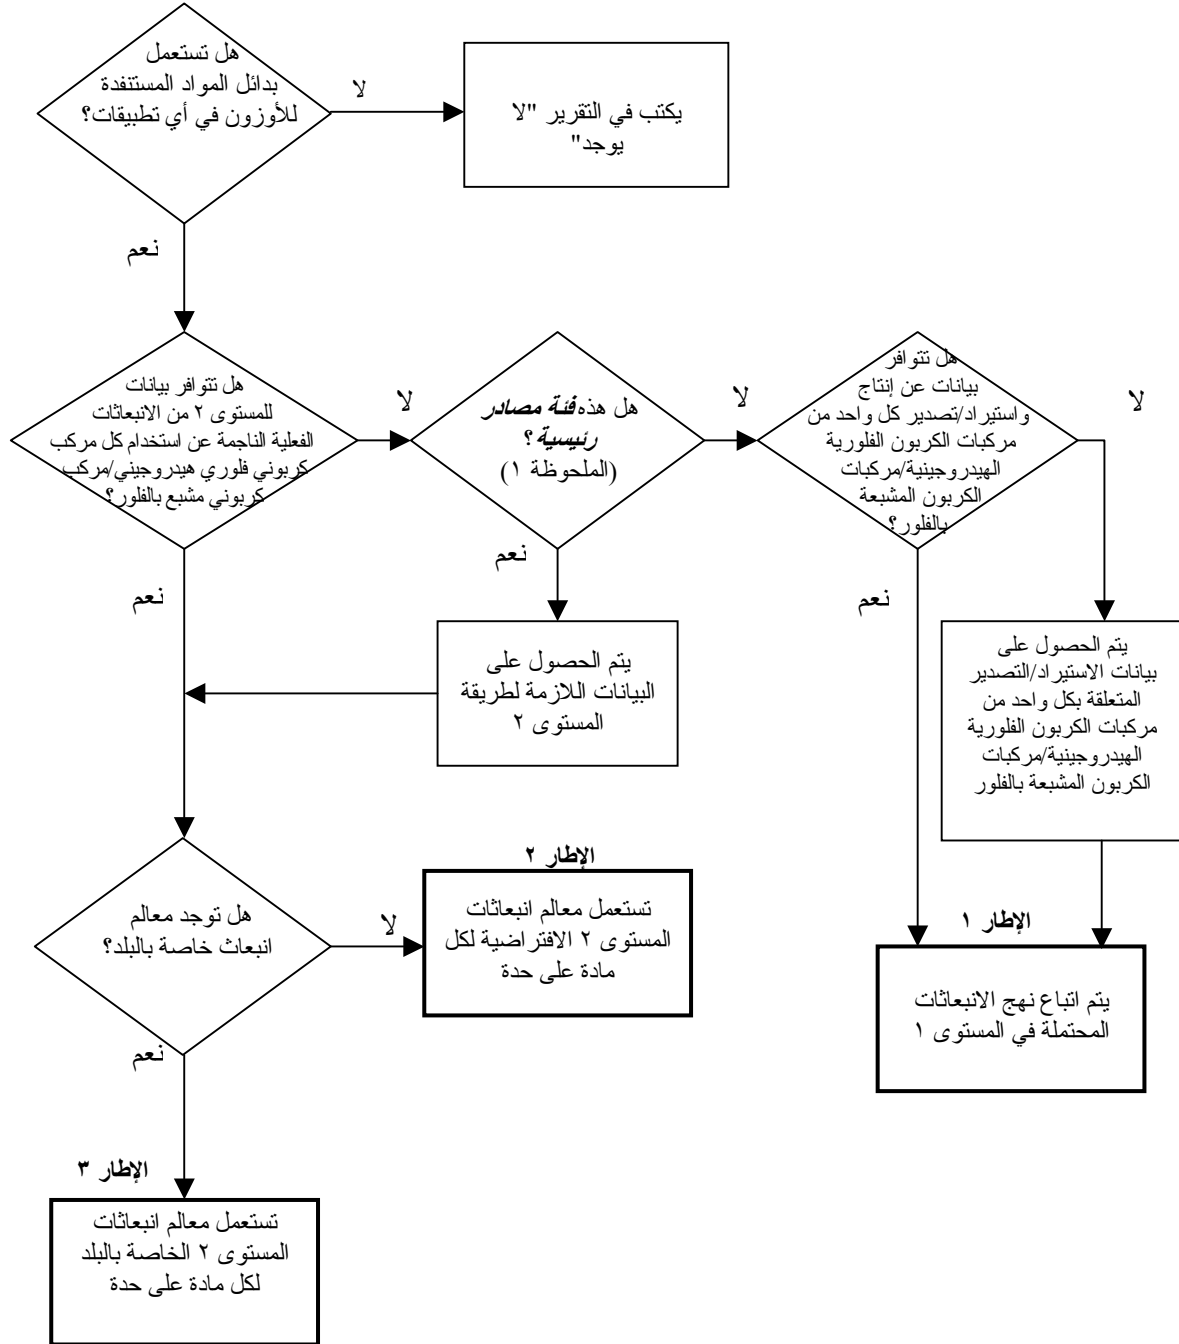 هل تستعمل
بدائل المواد المستنفدة
للأوزون في أي تطبيقات؟
لا
يكتب في التقرير "لا
يوجد"
نعم
هل تتوافر بيانات
للمستوى ٢ من الانبعاثات
الفعلية الناجمة عن استخدام كل مركب
كربوني فلوري هيدروجيني/مركب
كربوني مشبع بالفلور؟
لا
هل هذه فئة مصادر
رئيسية؟
(الملحوظة ١)
لا
هل تتوافر
بيانات عن إنتاج
واستيراد/تصدير كل واحد من
مركبات الكربون الفلورية
الهيدروجينية/مركبات
الكربون المشبعة
بالفلور؟
لا
نعم
نعم
نعم
يتم الحصول على
البيانات اللازمة لطريقة
المستوى ٢
يتم الحصول على
بيانات الاستيراد/التصدير
المتعلقة بكل واحد من
مركبات الكربون الفلورية
الهيدروجينية/مركبات
الكربون المشبعة بالفلور
هل توجد معالم
انبعاث خاصة بالبلد؟
لا
الإطار ٢
تستعمل معالم انبعاثات
المستوى ٢ الافتراضية لكل
مادة على حدة
الإطار ١
يتم اتباع نهج الانبعاثات
المحتملة في المستوى ١
نعم
الإطار ٣
تستعمل معالم انبعاثات
المستوى ٢ الخاصة بالبلد
لكل مادة على حدة